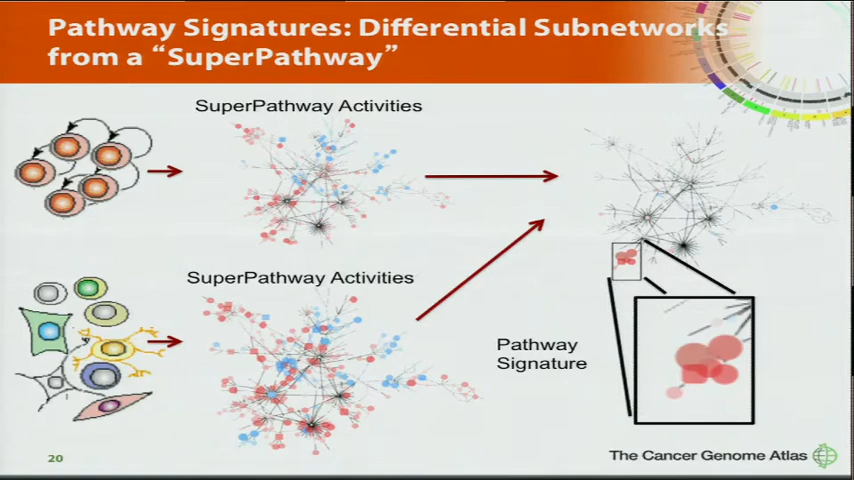 Pathway Signatures: Differential Subnetworks
from a “SuperPathway”
SuperPathway Activities
SuperPathway Activities
Pathway
Signature
20
The Cancer Genome Atlas